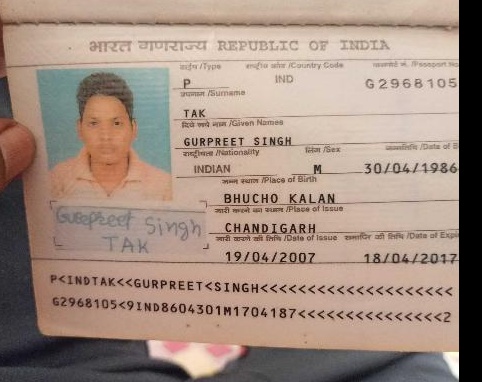 भारत गणराज्य REPUBLIC OF INDIA
टाईप /Type राष्ट्रीय कोड /Country Code पासपोर्ट नं. /Passport No
P IND G2968105
उपनाम /Surname
TAK
दिये गये नाम /Given Names
GURPREET SINGH
राष्ट्रीयता /Nationality लिंग /Sex जन्मतिथि /Date of B
INDIAN M 30/04/1986
जन्म स्थान /Place of Birth
BHUCHO KALAN
जारी करने का स्थान /Place of Issue
CHANDIGARH
जारी करने की तिथि /Date of Issue समाप्ति की तिथि /Date of Expi
19/04/2007 18/04/2017
Gurpreet Singh
TAK
P<INDTAK<<GURPREET<SINGH<<<<<<<<<<<<<<<<<<<<
G2968105<9IND8604301M1704187<<<<<<<<<<<<<<2